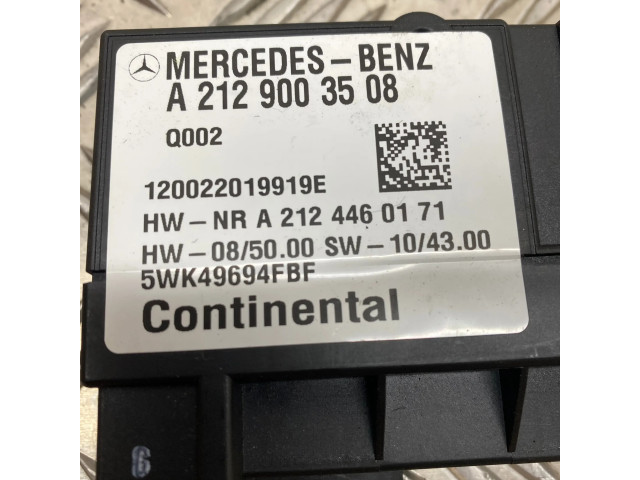 MERCEDES-BENZ
A 212 900 35 08
Q002
120022019919E
HW-NR A 212 446 01 71
HW-08/50.00 SW-10/43.00
5WK49694FBF
Continental